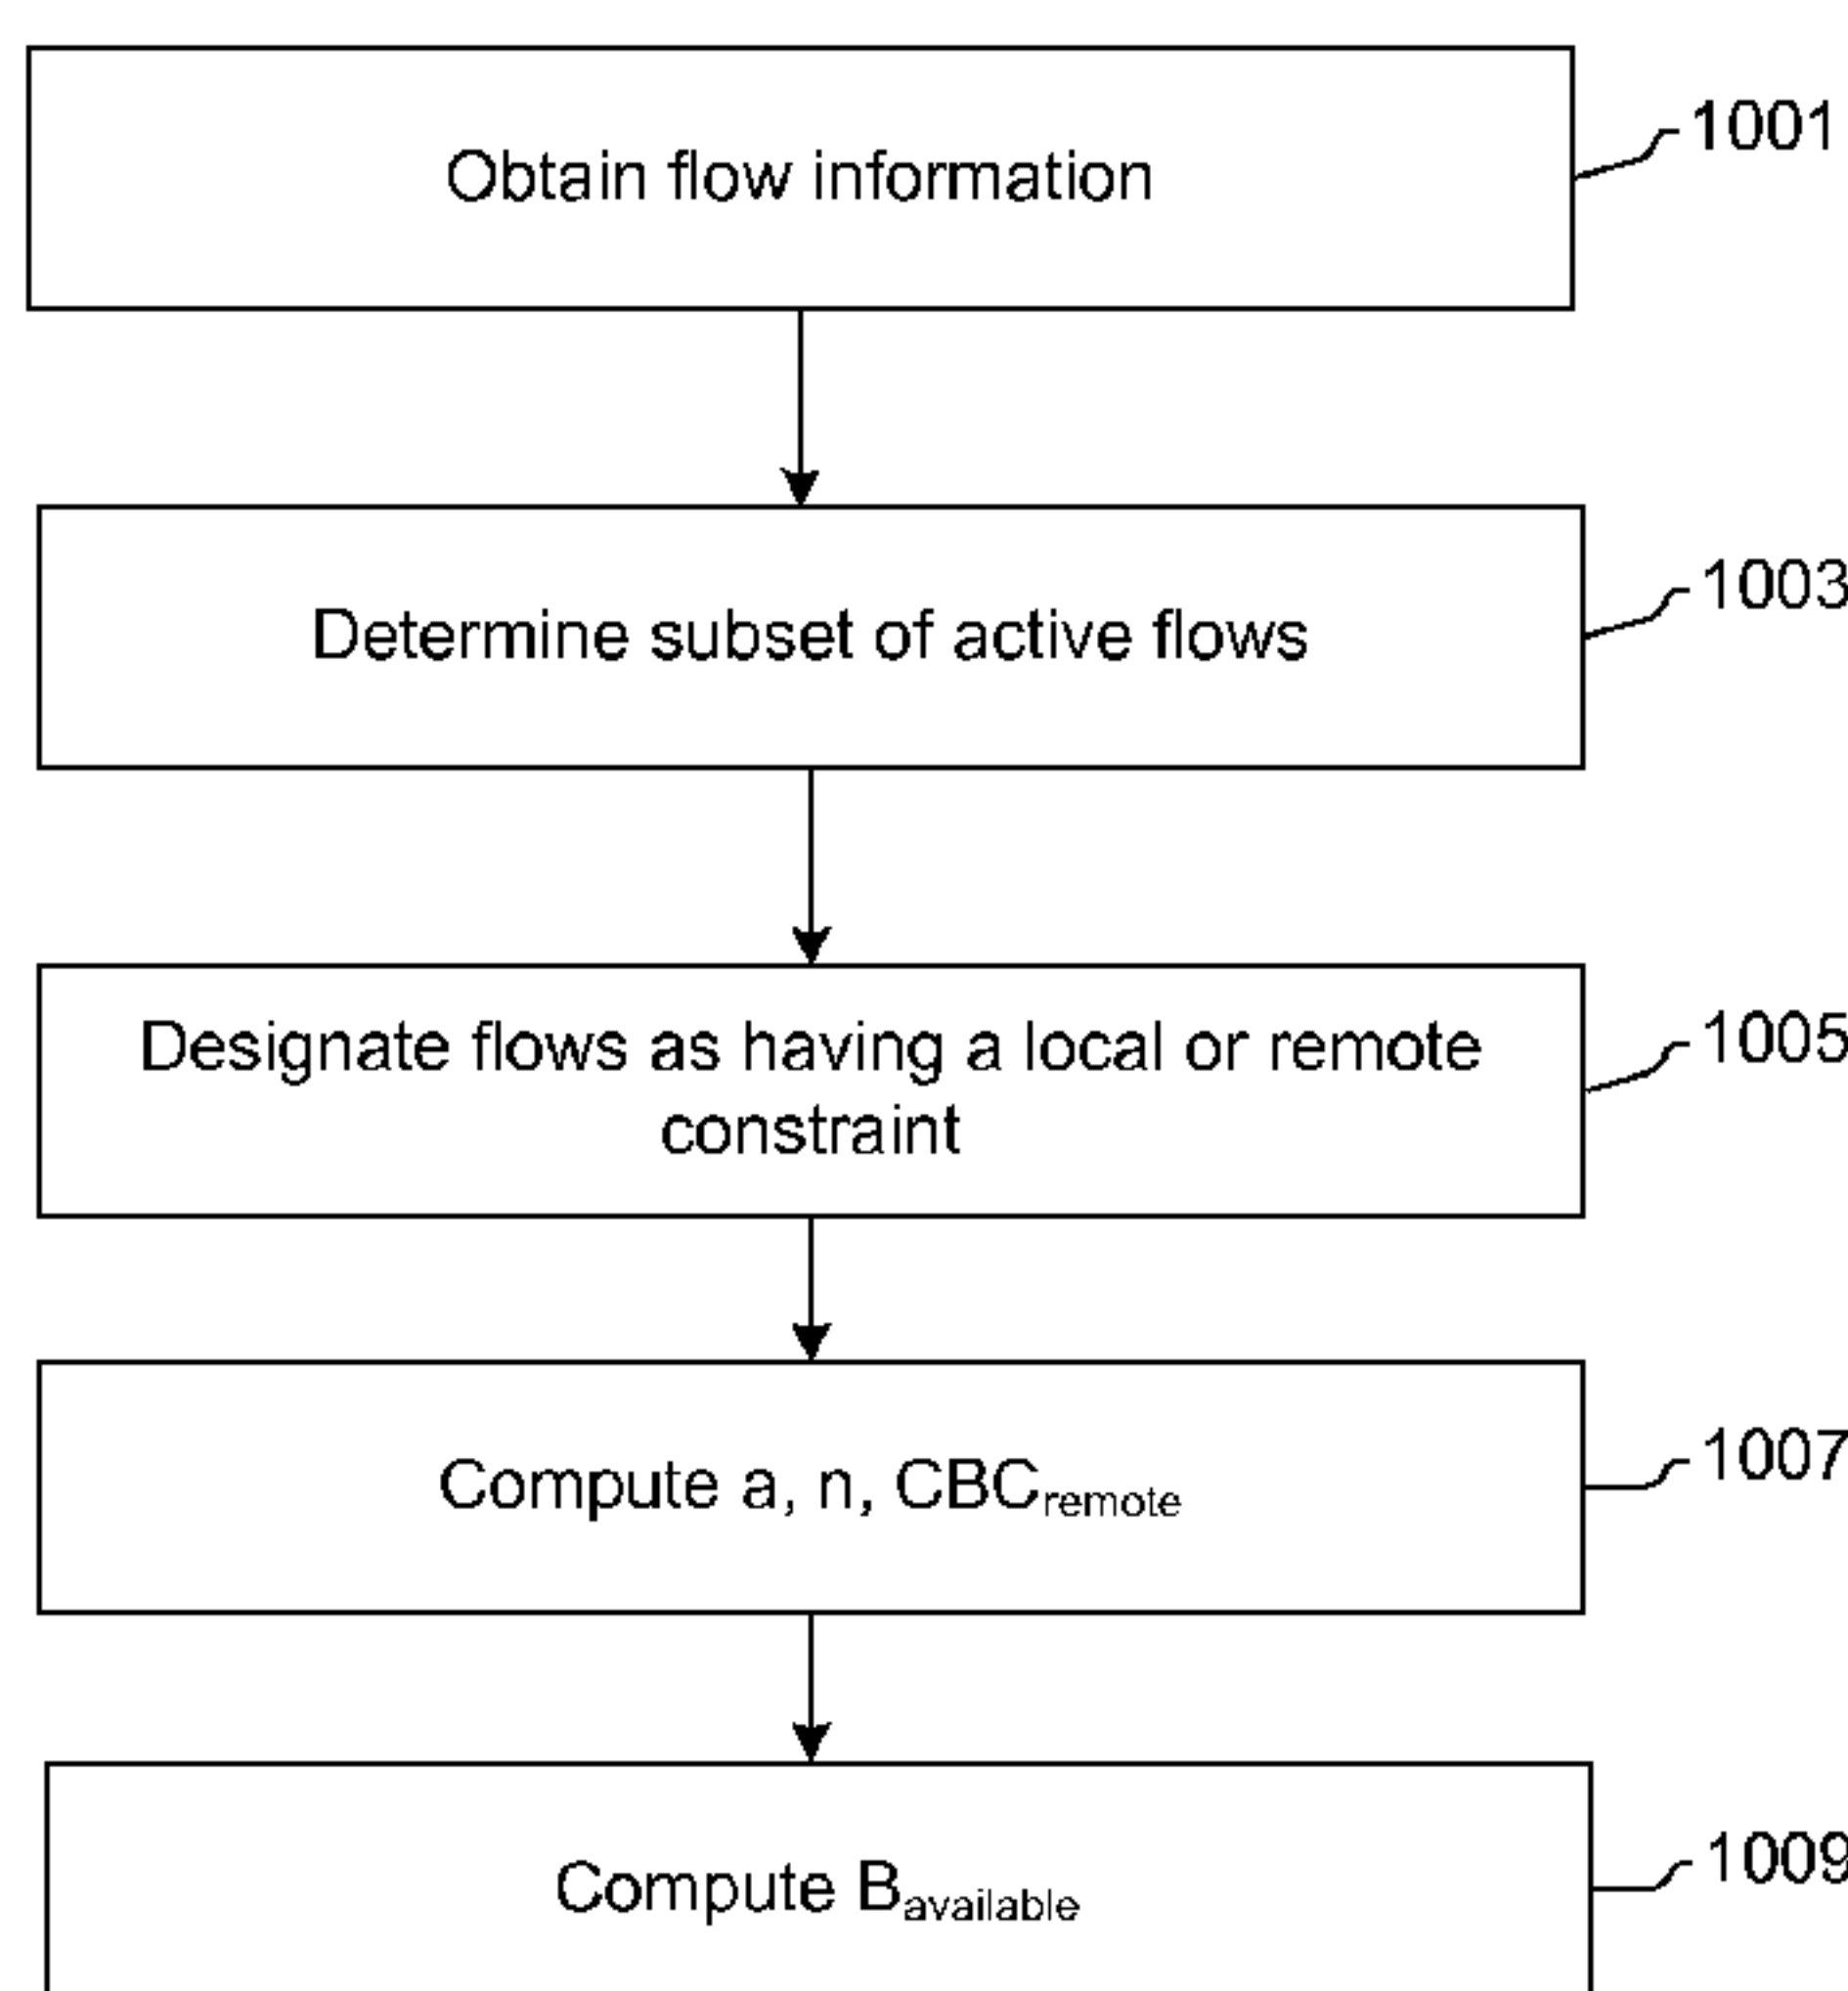 Obtain flow information
1001
Determine subset of active flows
1003
Designate flows as having a local or remote
constraint
1005
Compute a, n, CBCremote
1007
Compute Bavailable
1009